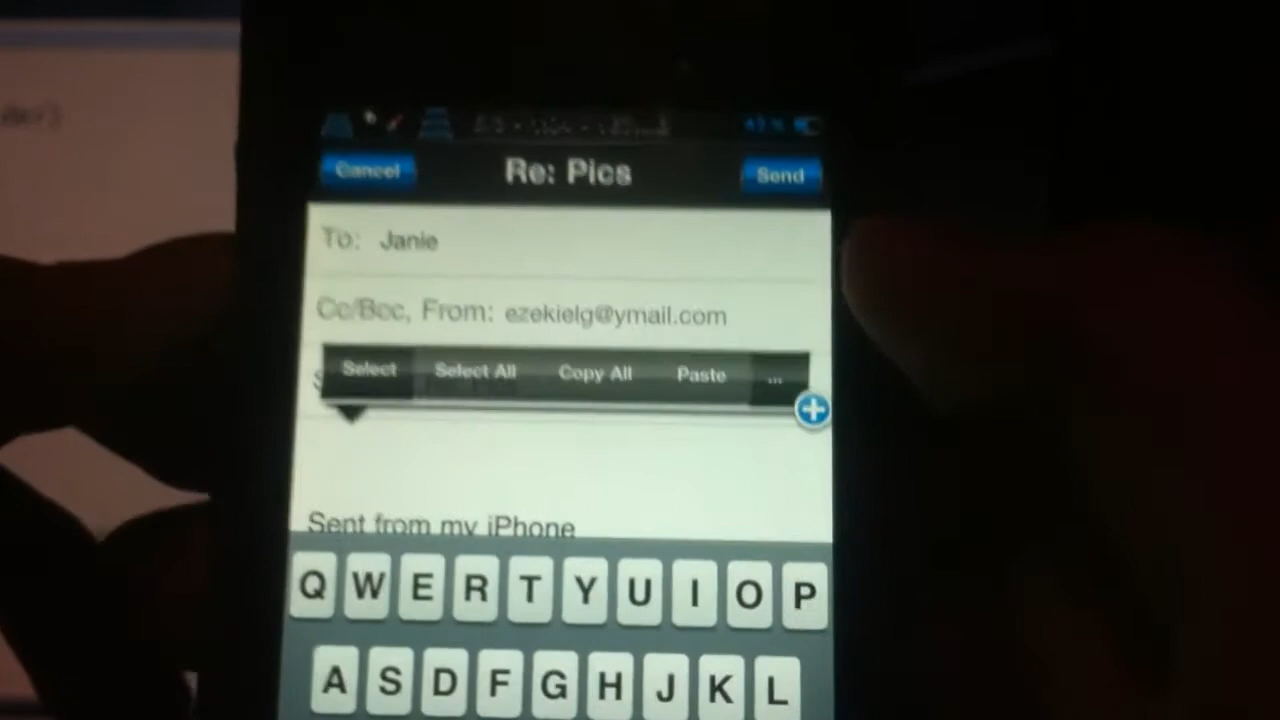 Cancel Re: Pics Send
To: Janie
Cc/Bcc, From: ezekielg@ymail.com
Select Select All Copy All Paste ...
Sent from my iPhone
Q W E R T Y U I O P
A S D F G H J K L